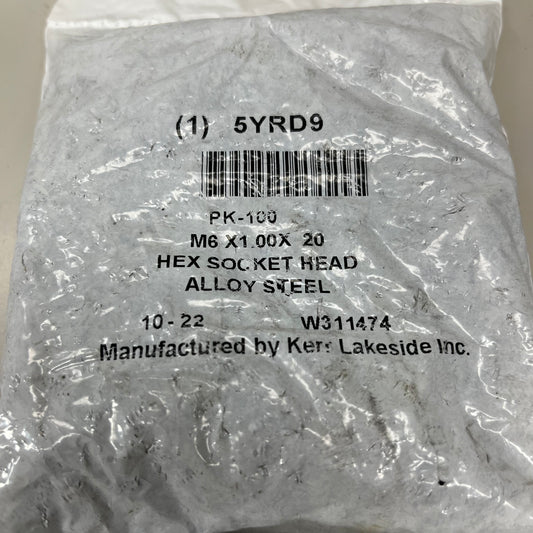 (1) 5YRD9
PK-100
M6 X1.00X 20
HEX SOCKET HEAD
ALLOY STEEL
10-22 W311474
Manufactured by Kerr Lakeside Inc.